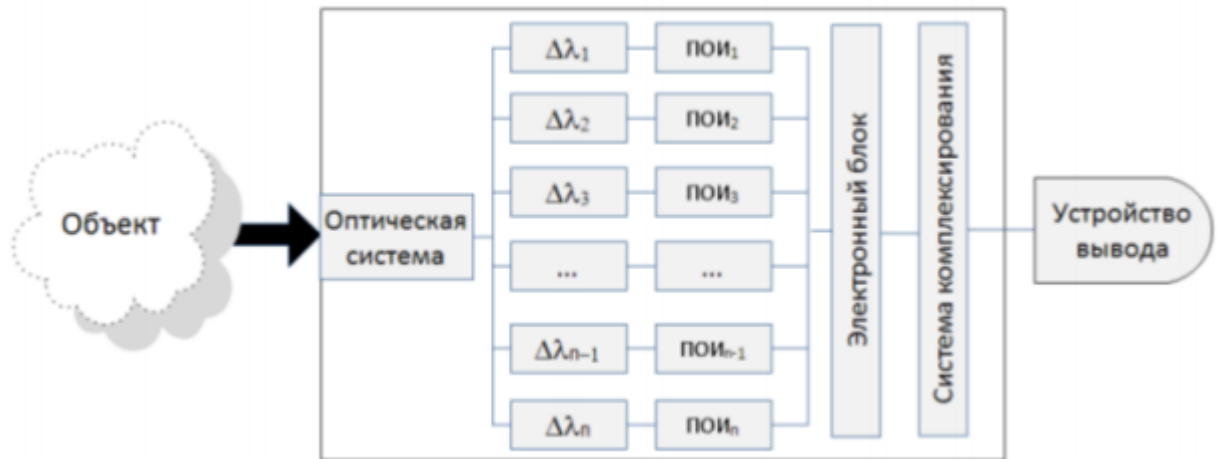 Объект
Оптическая
система
Δλ₁
пои₁
Δλ₂
пои₂
Δλ₃
пои₃
...
...
Δλₙ₋₁
поиₙ₋₁
Δλₙ
поиₙ
Электронный блок
Система комплексирования
Устройство
вывода